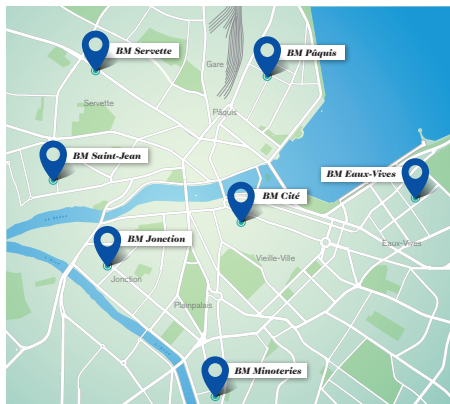 BM Servette
BM Pâquis
Gare
Servette
Pâquis
BM Saint-Jean
BM Eaux-Vives
BM Cité
BM Jonction
Eaux-Vives
Vieille-Ville
Jonction
Plainpalais
BM Minoteries